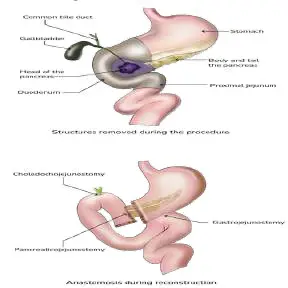 Common bile duct
Gallbladder
Stomach
Body and tail
the pancreas
Head of the
pancreas
Duodenum
Proximal jejunum
Structures removed during the procedure
Choledochojejunostomy
Gastrojejunostomy
Pancreaticojejunostomy
Anastomosis during reconstruction